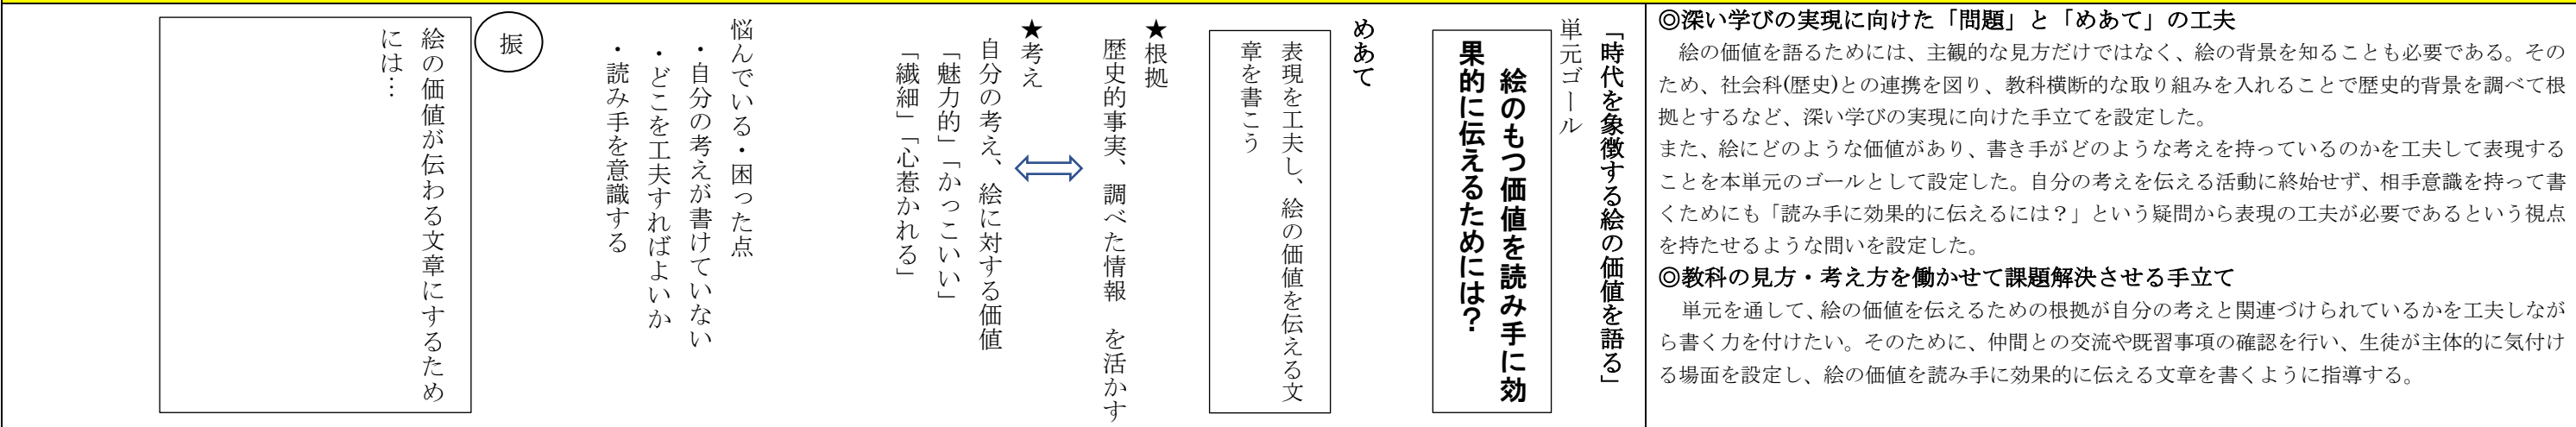 「時代を象徴する絵の価値を語る」
単元ゴール
絵のもつ価値を読み手に効
果的に伝えるためには？
めあて
表現を工夫し、絵の価値を伝える文
章を書こう
★根拠
歴史的事実、調べた情報　を活かす
★考え
自分の考え、絵に対する価値
「魅力的」「かっこいい」
「繊細」「心惹かれる」
悩んでいる・困った点
・自分の考えが書けていない
・どこを工夫すればよいか
・読み手を意識する
振
絵の価値が伝わる文章にするため
には…
◎深い学びの実現に向けた「問題」と「めあて」の工夫
絵の価値を語るためには、主観的な見方だけではなく、絵の背景を知ることも必要である。その
ため、社会科(歴史)との連携を図り、教科横断的な取り組みを入れることで歴史的背景を調べて根
拠とするなど、深い学びの実現に向けた手立てを設定した。
また、絵にどのような価値があり、書き手がどのような考えを持っているのかを工夫して表現する
ことを本単元のゴールとして設定した。自分の考えを伝える活動に終始せず、相手意識を持って書
くためにも「読み手に効果的に伝えるには？」という疑問から表現の工夫が必要であるという視点
を持たせるような問いを設定した。
◎教科の見方・考え方を働かせて課題解決させる手立て
単元を通して、絵の価値を伝えるための根拠が自分の考えと関連づけられているかを工夫しなが
ら書く力を付けたい。そのために、仲間との交流や既習事項の確認を行い、生徒が主体的に気付け
る場面を設定し、絵の価値を読み手に効果的に伝える文章を書くように指導する。